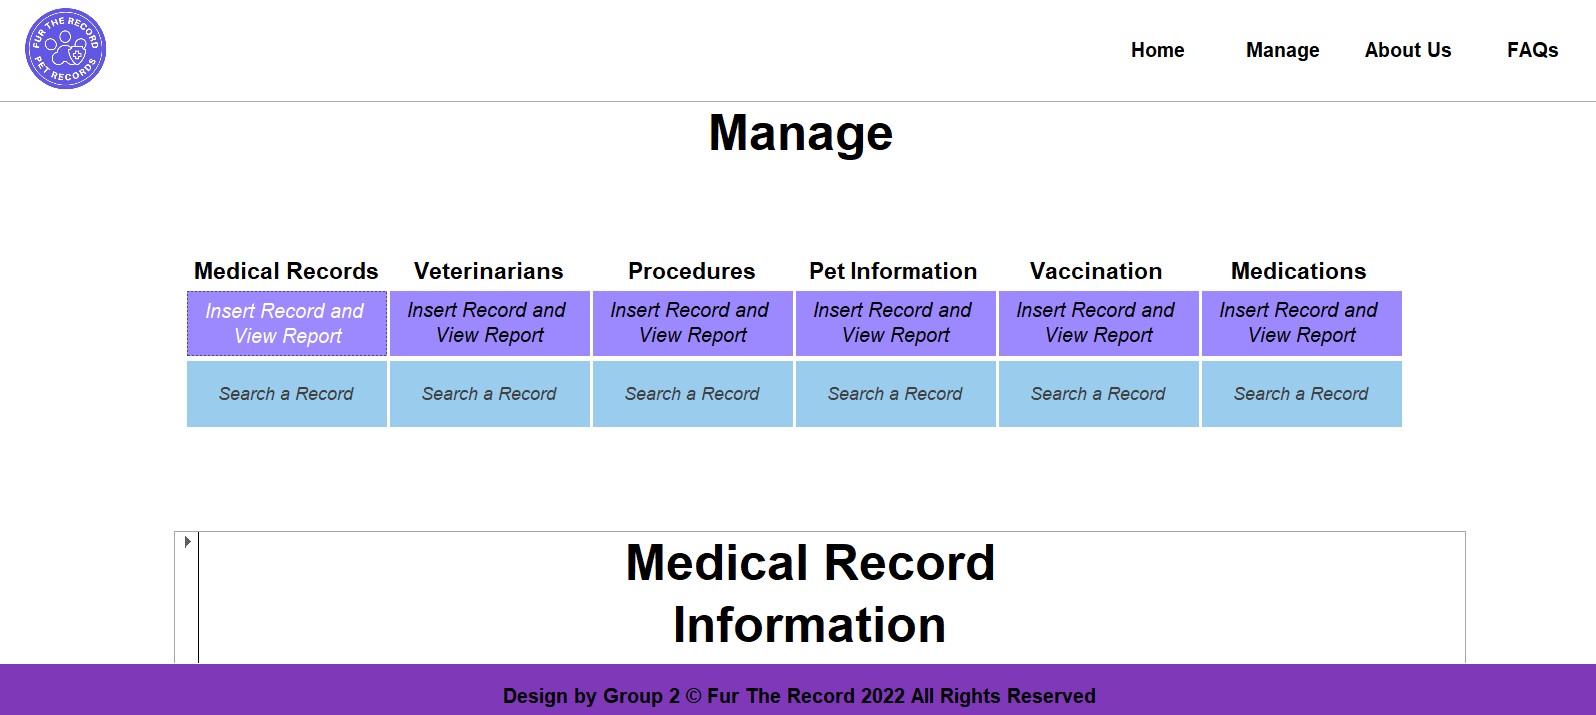 FUR THE RECORD
PET RECORDS
Home Manage About Us FAQs
Manage
Medical Records Veterinarians Procedures Pet Information Vaccination Medications
Insert Record and Insert Record and Insert Record and Insert Record and Insert Record and Insert Record and
View Report View Report View Report View Report View Report View Report
Search a Record Search a Record Search a Record Search a Record Search a Record Search a Record
Medical Record
Information
Design by Group 2 © Fur The Record 2022 All Rights Reserved